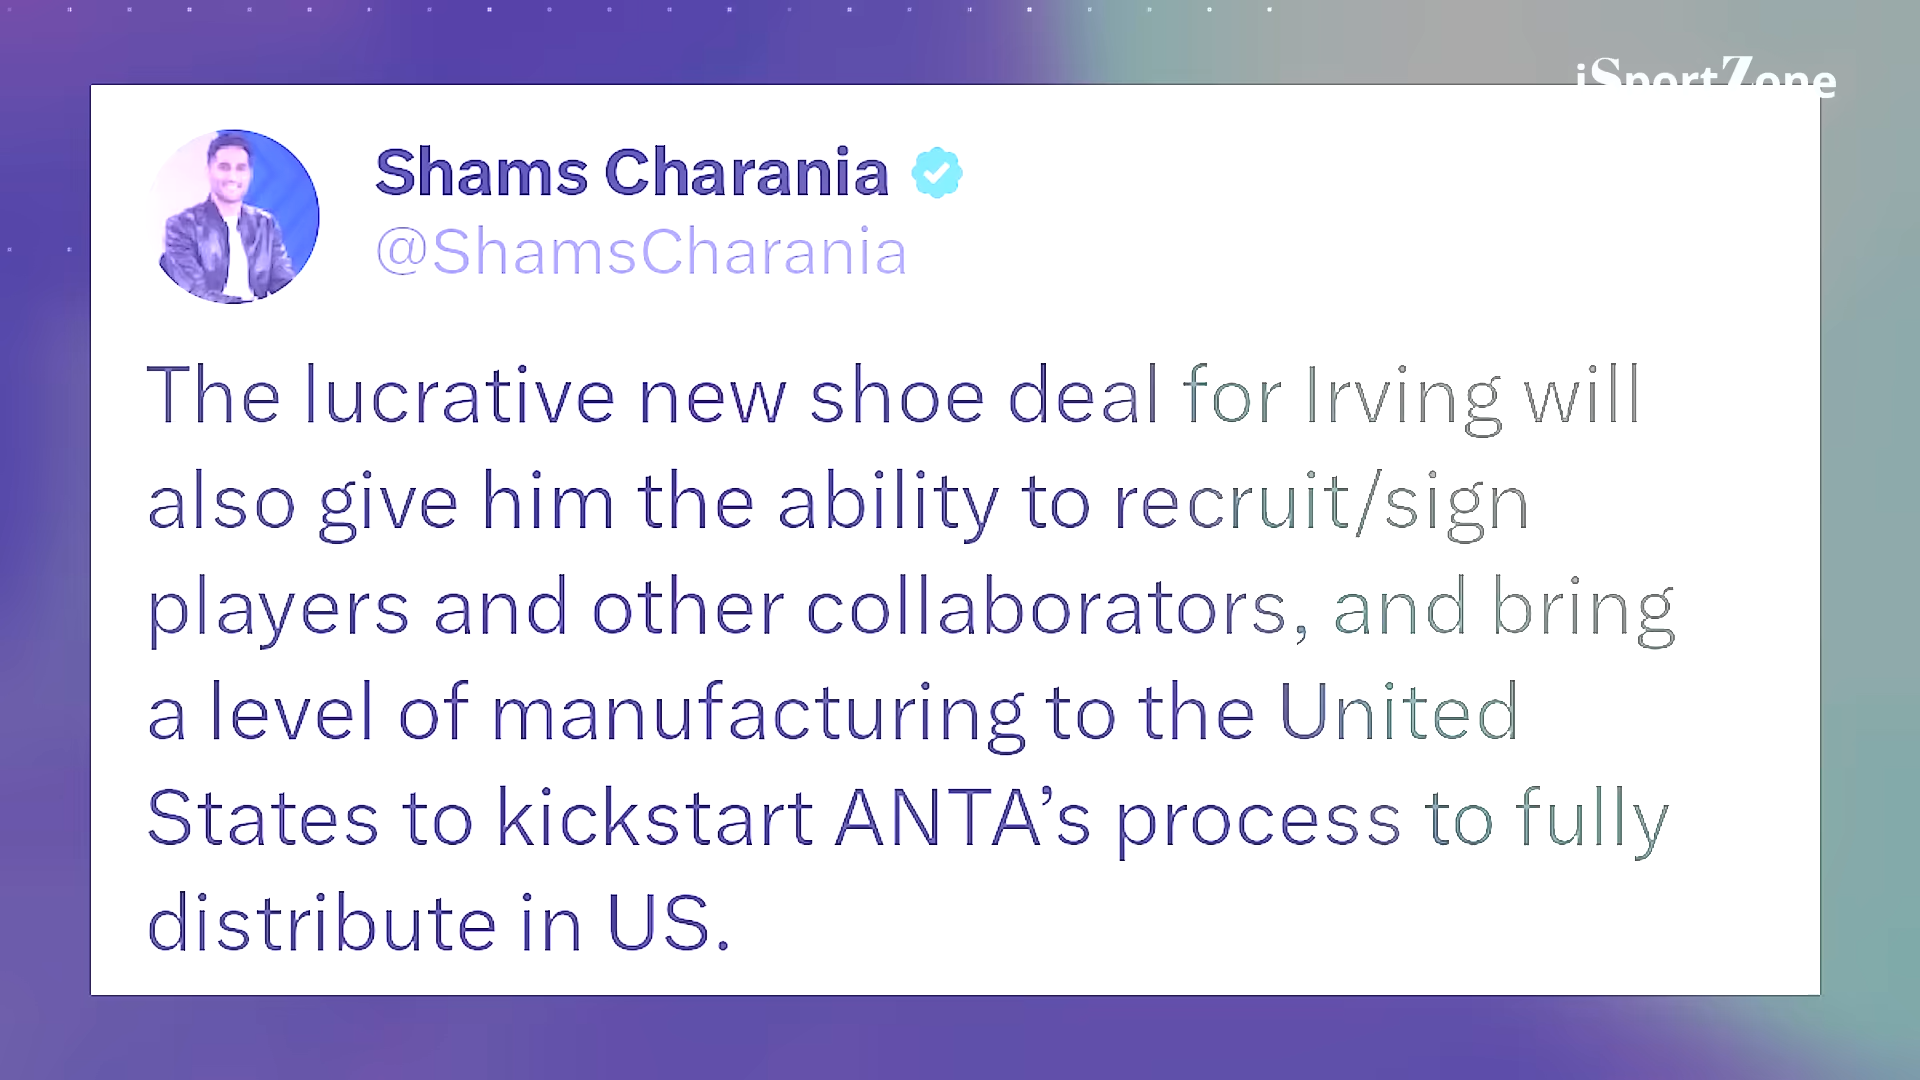 iSportZone
Shams Charania
@ShamsCharania
The lucrative new shoe deal for Irving will
also give him the ability to recruit/sign
players and other collaborators, and bring
a level of manufacturing to the United
States to kickstart ANTA’s process to fully
distribute in US.